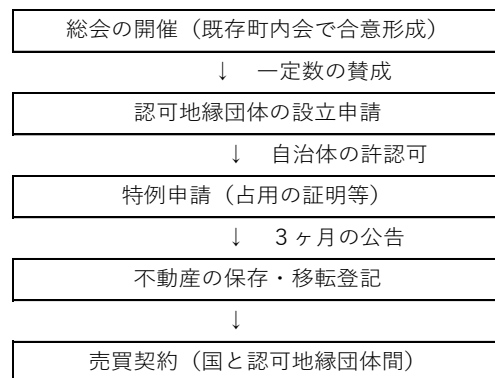 総会の開催（既存町内会で合意形成）
↓　一定数の賛成
認可地縁団体の設立申請
↓　自治体の許認可
特例申請（占用の証明等）
↓　３ヶ月の公告
不動産の保存・移転登記
↓
売買契約（国と認可地縁団体間）